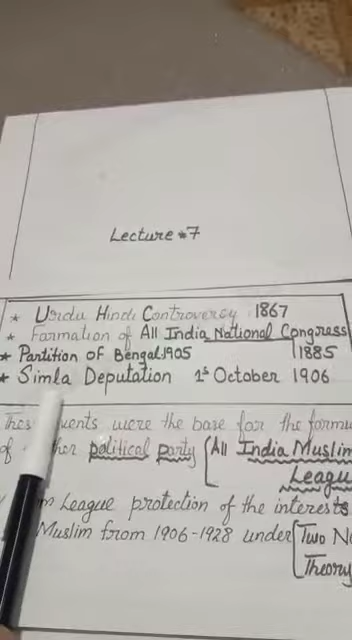 Lecture #7
* Urdu Hindi Controversy 1867
* Formation of All India National Congress
1885
* Partition of Bengal 1905
* Simla Deputation 1st October 1906
were the base for the
of political party (All India Muslim
League
League protection of the interests
Muslim from 1906-1928 under Two
Theory